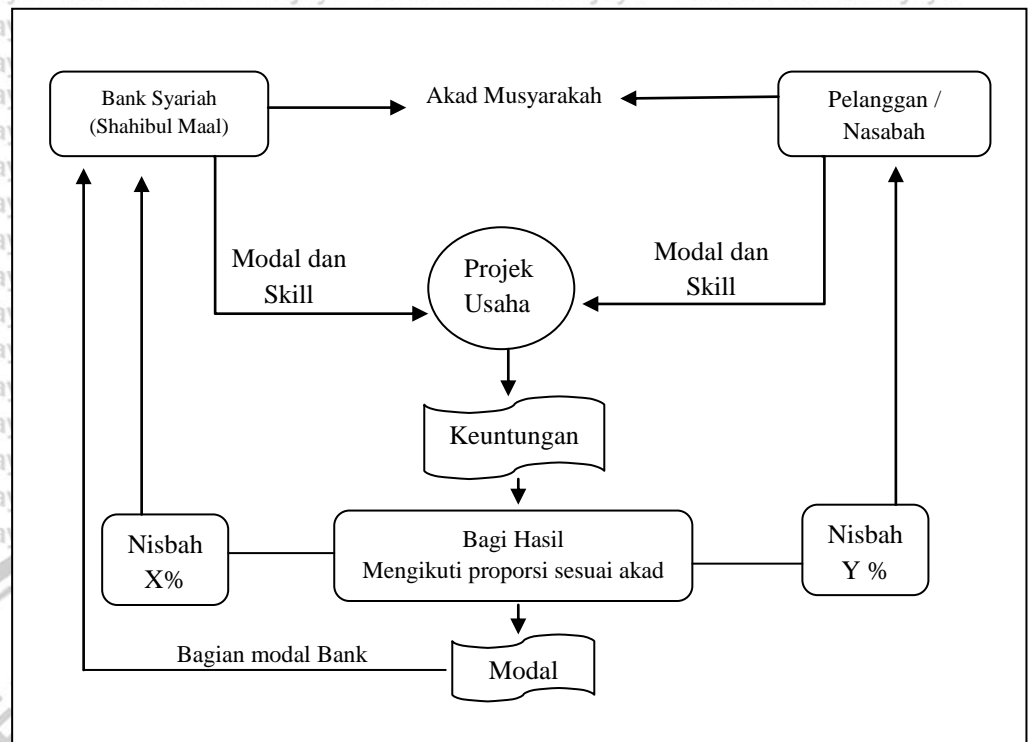 Bank Syariah
(Shahibul Maal)
Akad Musyarakah
Pelanggan /
Nasabah
Modal dan
Skill
Projek
Usaha
Modal dan
Skill
Keuntungan
Nisbah
X%
Bagi Hasil
Mengikuti proporsi sesuai akad
Nisbah
Y %
Bagian modal Bank
Modal